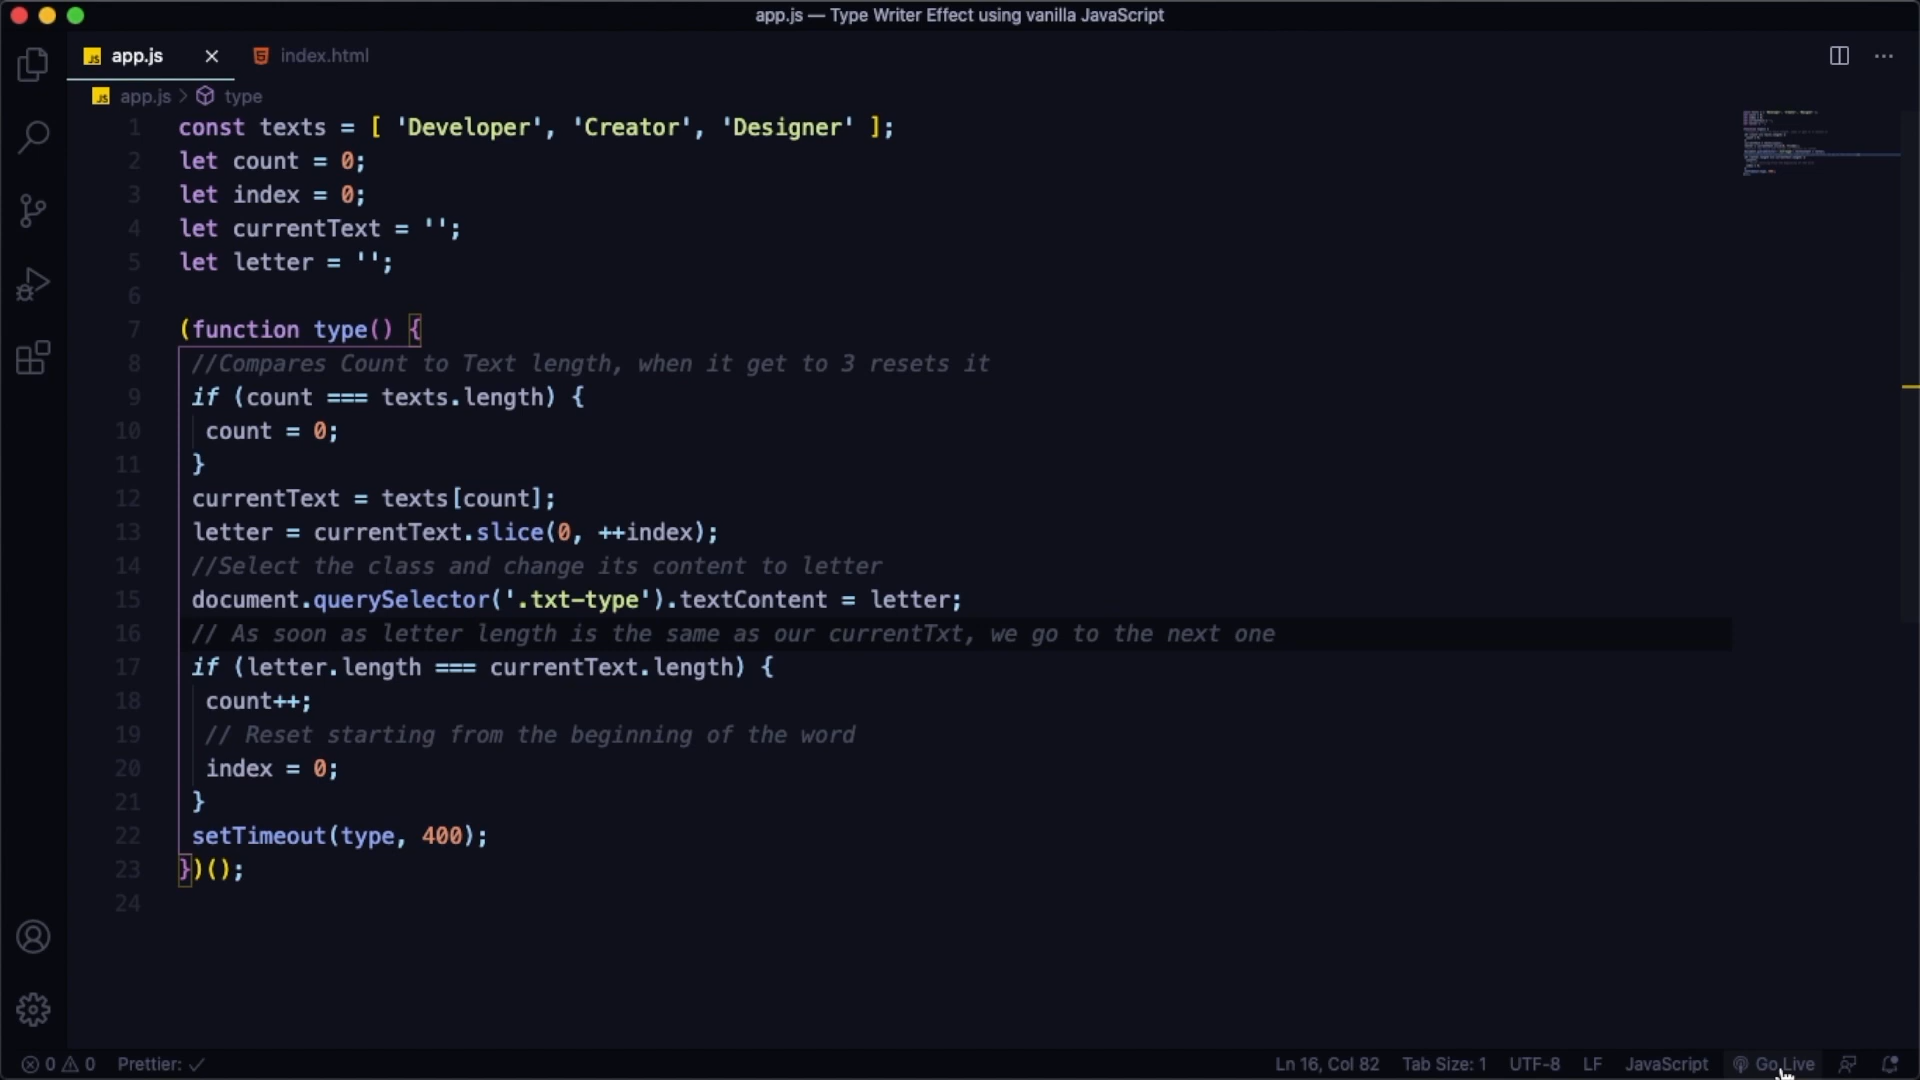 app.js — Type Writer Effect using vanilla JavaScript
JS app.js × index.html
JS app.js > type
1 const texts = [ 'Developer', 'Creator', 'Designer' ];
2 let count = 0;
3 let index = 0;
4 let currentText = '';
5 let letter = '';
6
7 (function type() {
8 //Compares Count to Text length, when it get to 3 resets it
9 if (count === texts.length) {
10 count = 0;
11 }
12 currentText = texts[count];
13 letter = currentText.slice(0, ++index);
14 //Select the class and change its content to letter
15 document.querySelector('.txt-type').textContent = letter;
16 // As soon as letter length is the same as our currentTxt, we go to the next one
17 if (letter.length === currentText.length) {
18 count++;
19 // Reset starting from the beginning of the word
20 index = 0;
21 }
22 setTimeout(type, 400);
23 })();
24
0 0 Prettier: ✓ Ln 16, Col 82 Tab Size: 1 UTF-8 LF JavaScript Go Live